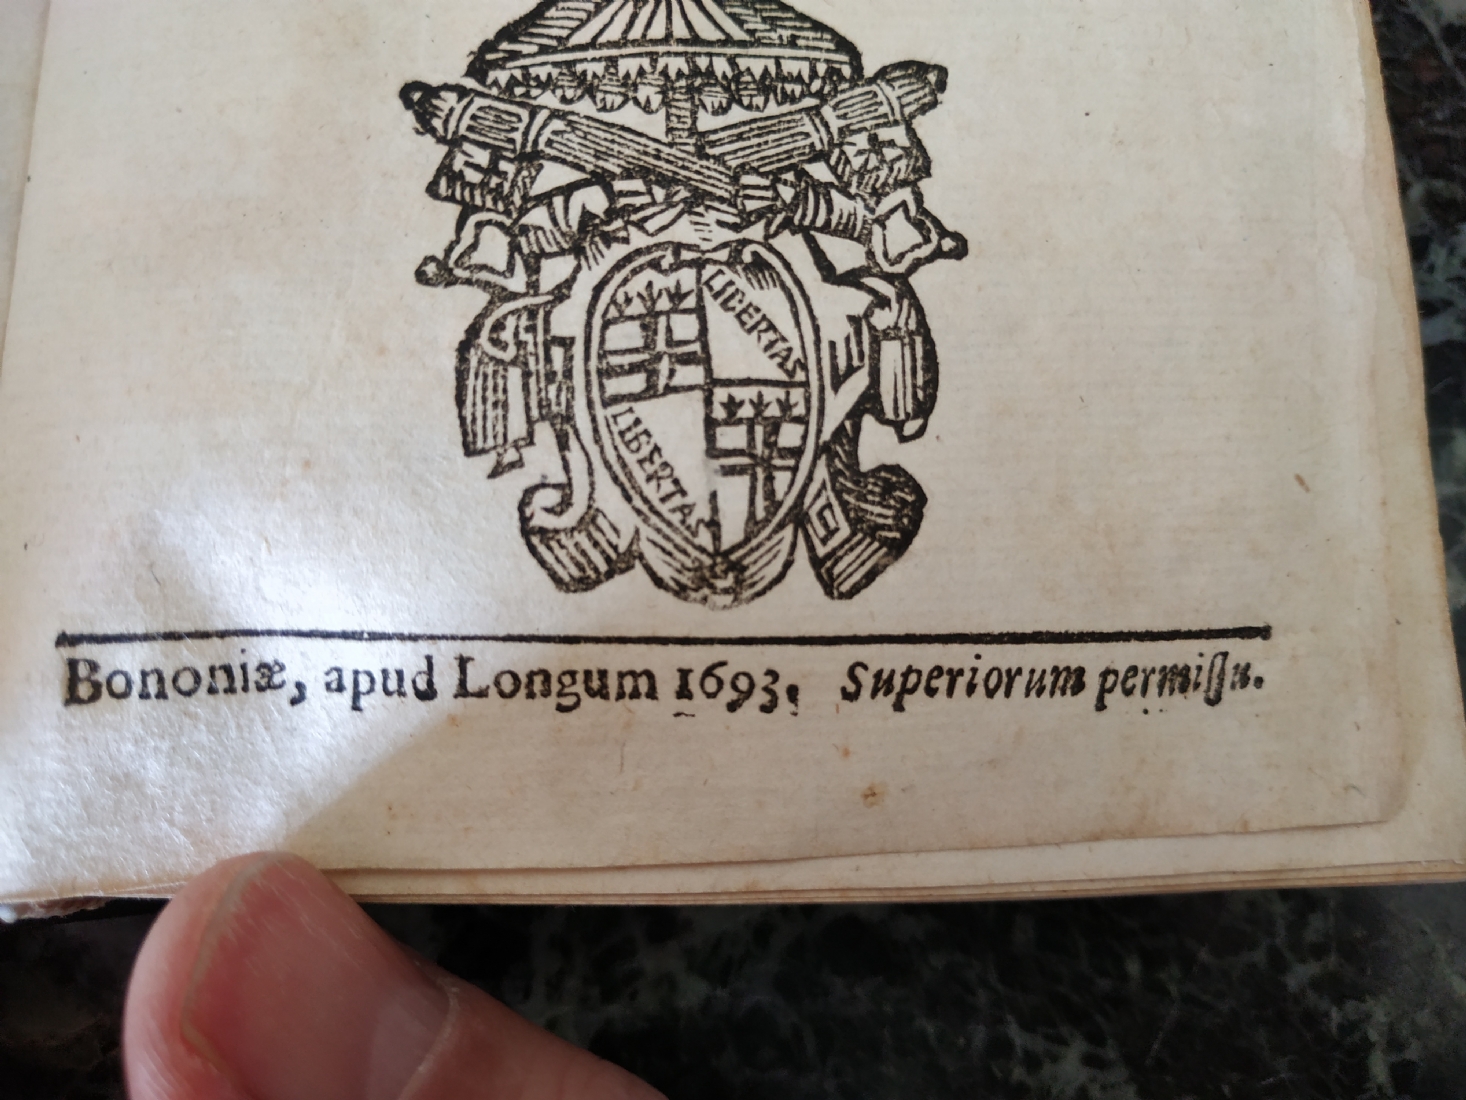 LIBERTAS
LIBERTAS
Bononiæ, apud Longum 1693. Superiorum permiſſu.